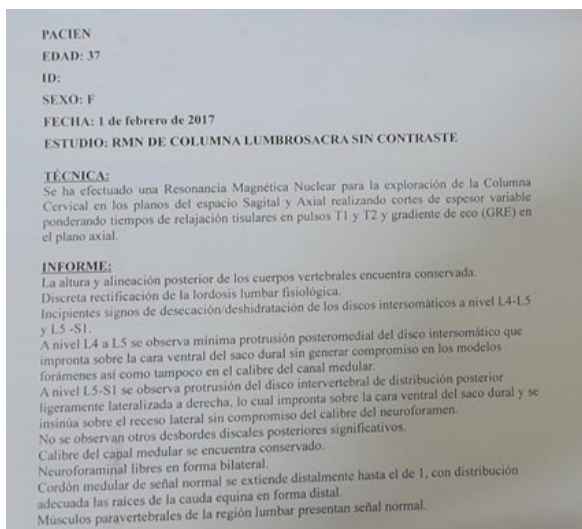 PACIEN
EDAD: 37
ID:
SEXO: F
FECHA: 1 de febrero de 2017
ESTUDIO: RMN DE COLUMNA LUMBROSACRA SIN CONTRASTE
TÉCNICA:
Se ha efectuado una Resonancia Magnética Nuclear para la exploración de la Columna
Cervical en los planos del espacio Sagital y Axial realizando cortes de espesor variable
ponderando tiempos de relajación tisulares en pulsos T1 y T2 y gradiente de eco (GRE) en
el plano axial.
INFORME:
La altura y alineación posterior de los cuerpos vertebrales encuentra conservada.
Discreta rectificación de la lordosis lumbar fisiológica.
Incipientes signos de desecación/deshidratación de los discos intersomáticos a nivel L4-L5
y L5 -S1.
A nivel L4 a L5 se observa mínima protrusión posteromedial del disco intersomático que
impronta sobre la cara ventral del saco dural sin generar compromiso en los modelos
forámenes así como tampoco en el calibre del canal medular.
A nivel L5-S1 se observa protrusión del disco intervertebral de distribución posterior
ligeramente lateralizada a derecha, lo cual impronta sobre la cara ventral del saco dural y se
insinúa sobre el receso lateral sin compromiso del calibre del neuroforamen.
No se observan otros desbordes discales posteriores significativos.
Calibre del capal medular se encuentra conservado.
Neuroforaminal libres en forma bilateral.
Cordón medular de señal normal se extiende distalmente hasta el de 1, con distribución
adecuada las raíces de la cauda equina en forma distal.
Músculos paravertebrales de la región lumbar presentan señal normal.